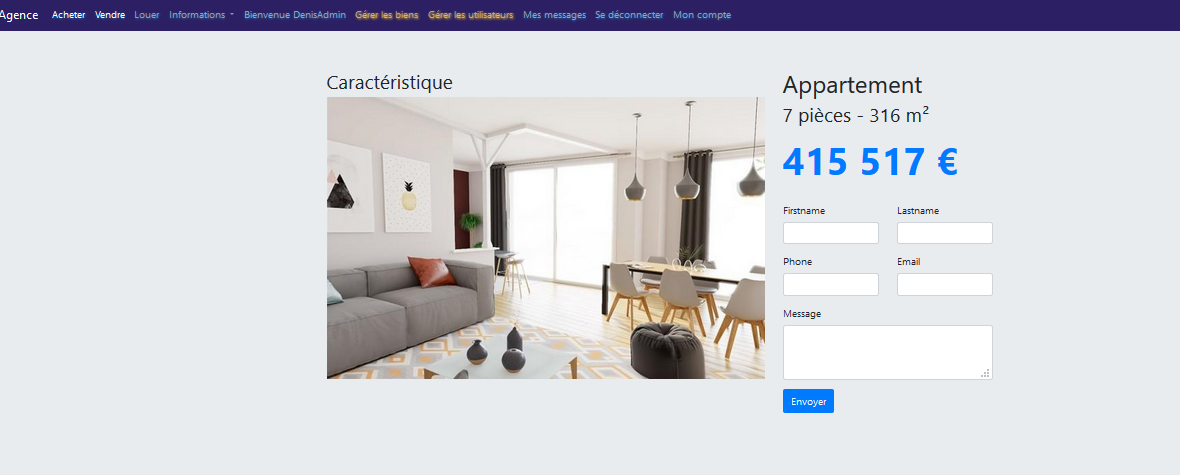 Agence Acheter Vendre Louer Informations Bienvenue DenisAdmin Gérer les biens Gérer les utilisateurs Mes messages Se déconnecter Mon compte
Caractéristique
Appartement
7 pièces - 316 m²
415 517 €
Firstname Lastname
Phone Email
Message
Envoyer